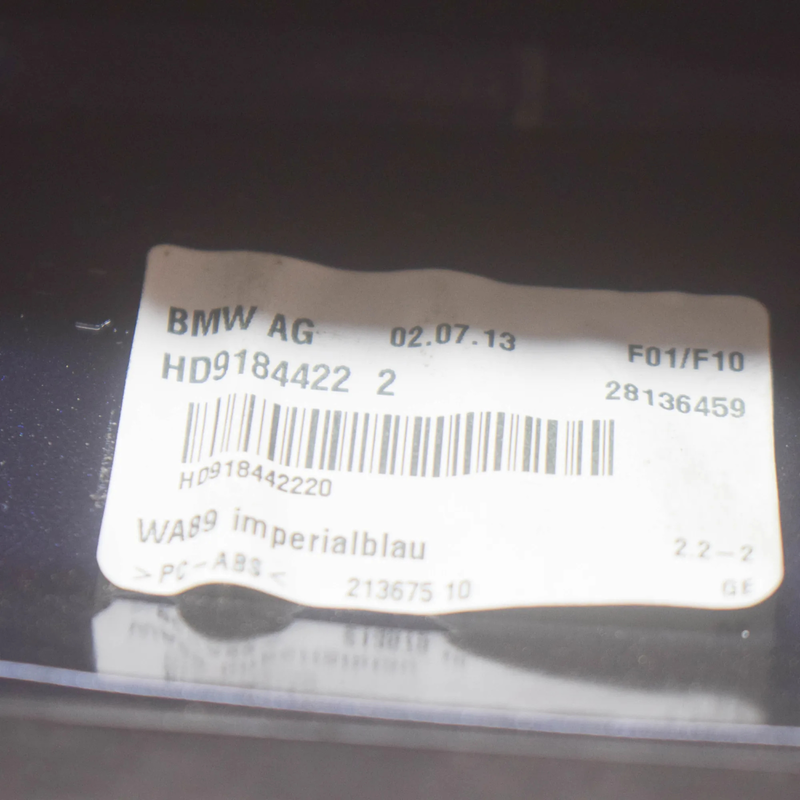 BMW AG 02.07.13 F01/F10
HD9184422 2 28136459
HD918442220
WA89 imperialblau 2.2-2
>PC-ABS< 213675 10 GE